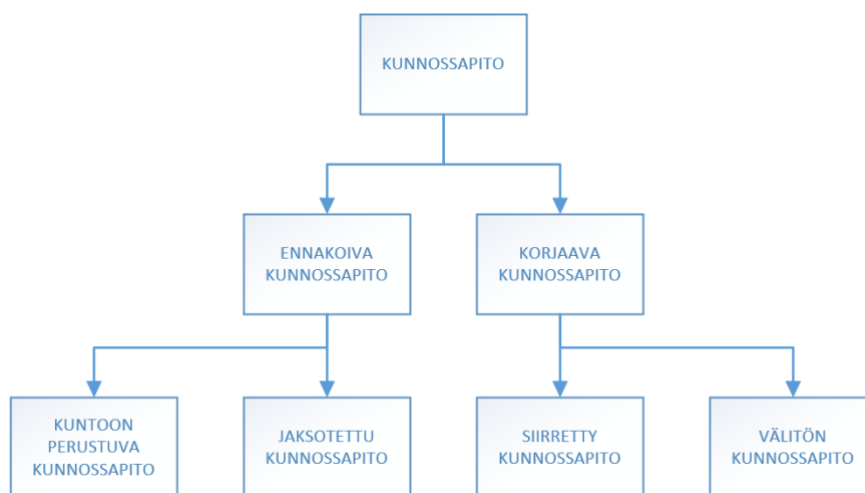 KUNNOSSAPITO
ENNAKOIVA
KUNNOSSAPITO
KORJAAVA
KUNNOSSAPITO
KUNTOON
PERUSTUVA
KUNNOSSAPITO
JAKSOTETTU
KUNNOSSAPITO
SIIRRETTY
KUNNOSSAPITO
VÄLITÖN
KUNNOSSAPITO